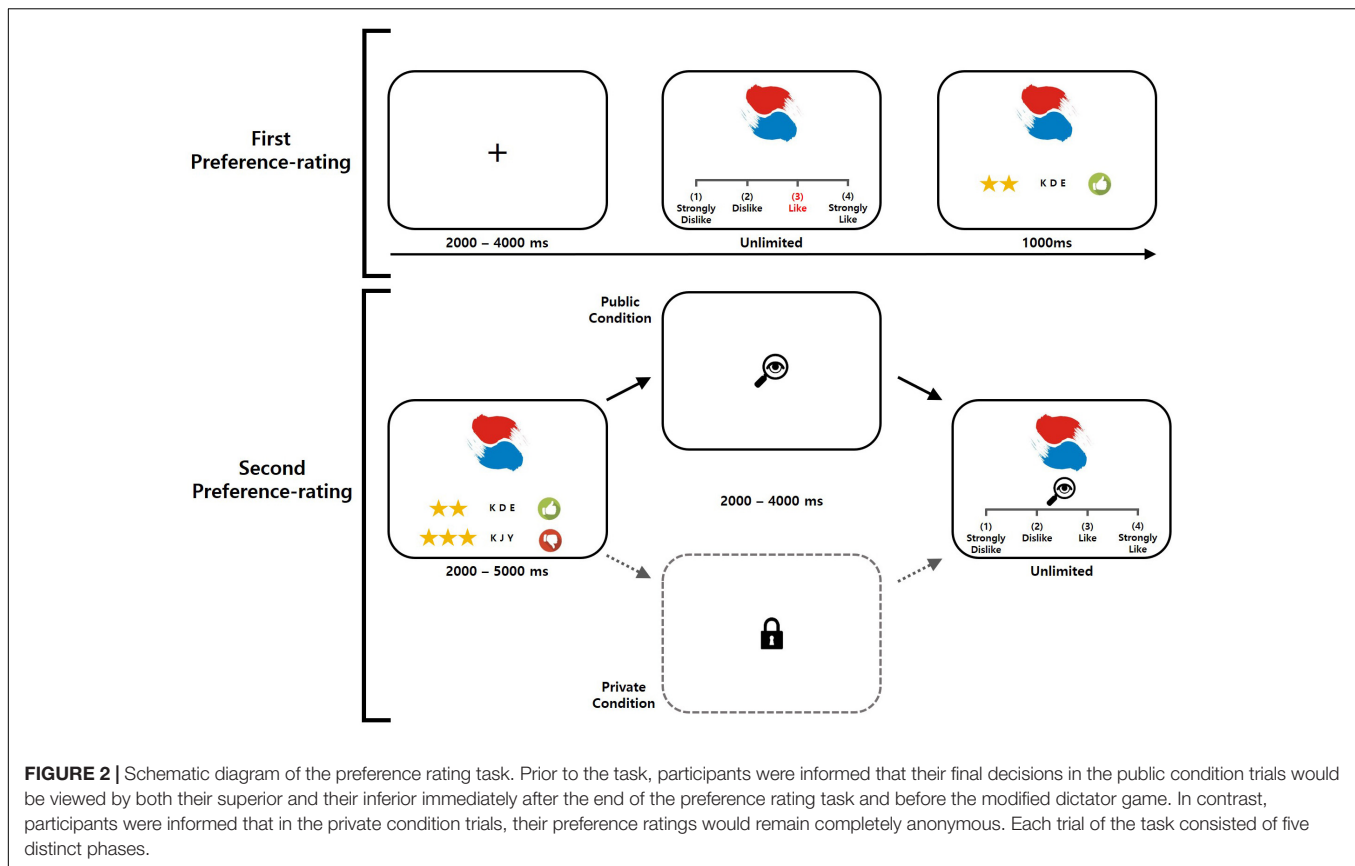 First
Preference-rating
+
(1)
Strongly
Dislike
(2)
Dislike
(3)
Like
(4)
Strongly
Like
K D E
2000 – 4000 ms
Unlimited
1000ms
Second
Preference-rating
Public
Condition
K D E
K J Y
2000 – 5000 ms
2000 – 4000 ms
(1)
Strongly
Dislike
(2)
Dislike
(3)
Like
(4)
Strongly
Like
Unlimited
Private
Condition
FIGURE 2 | Schematic diagram of the preference rating task. Prior to the task, participants were informed that their final decisions in the public condition trials would
be viewed by both their superior and their inferior immediately after the end of the preference rating task and before the modified dictator game. In contrast,
participants were informed that in the private condition trials, their preference ratings would remain completely anonymous. Each trial of the task consisted of five
distinct phases.